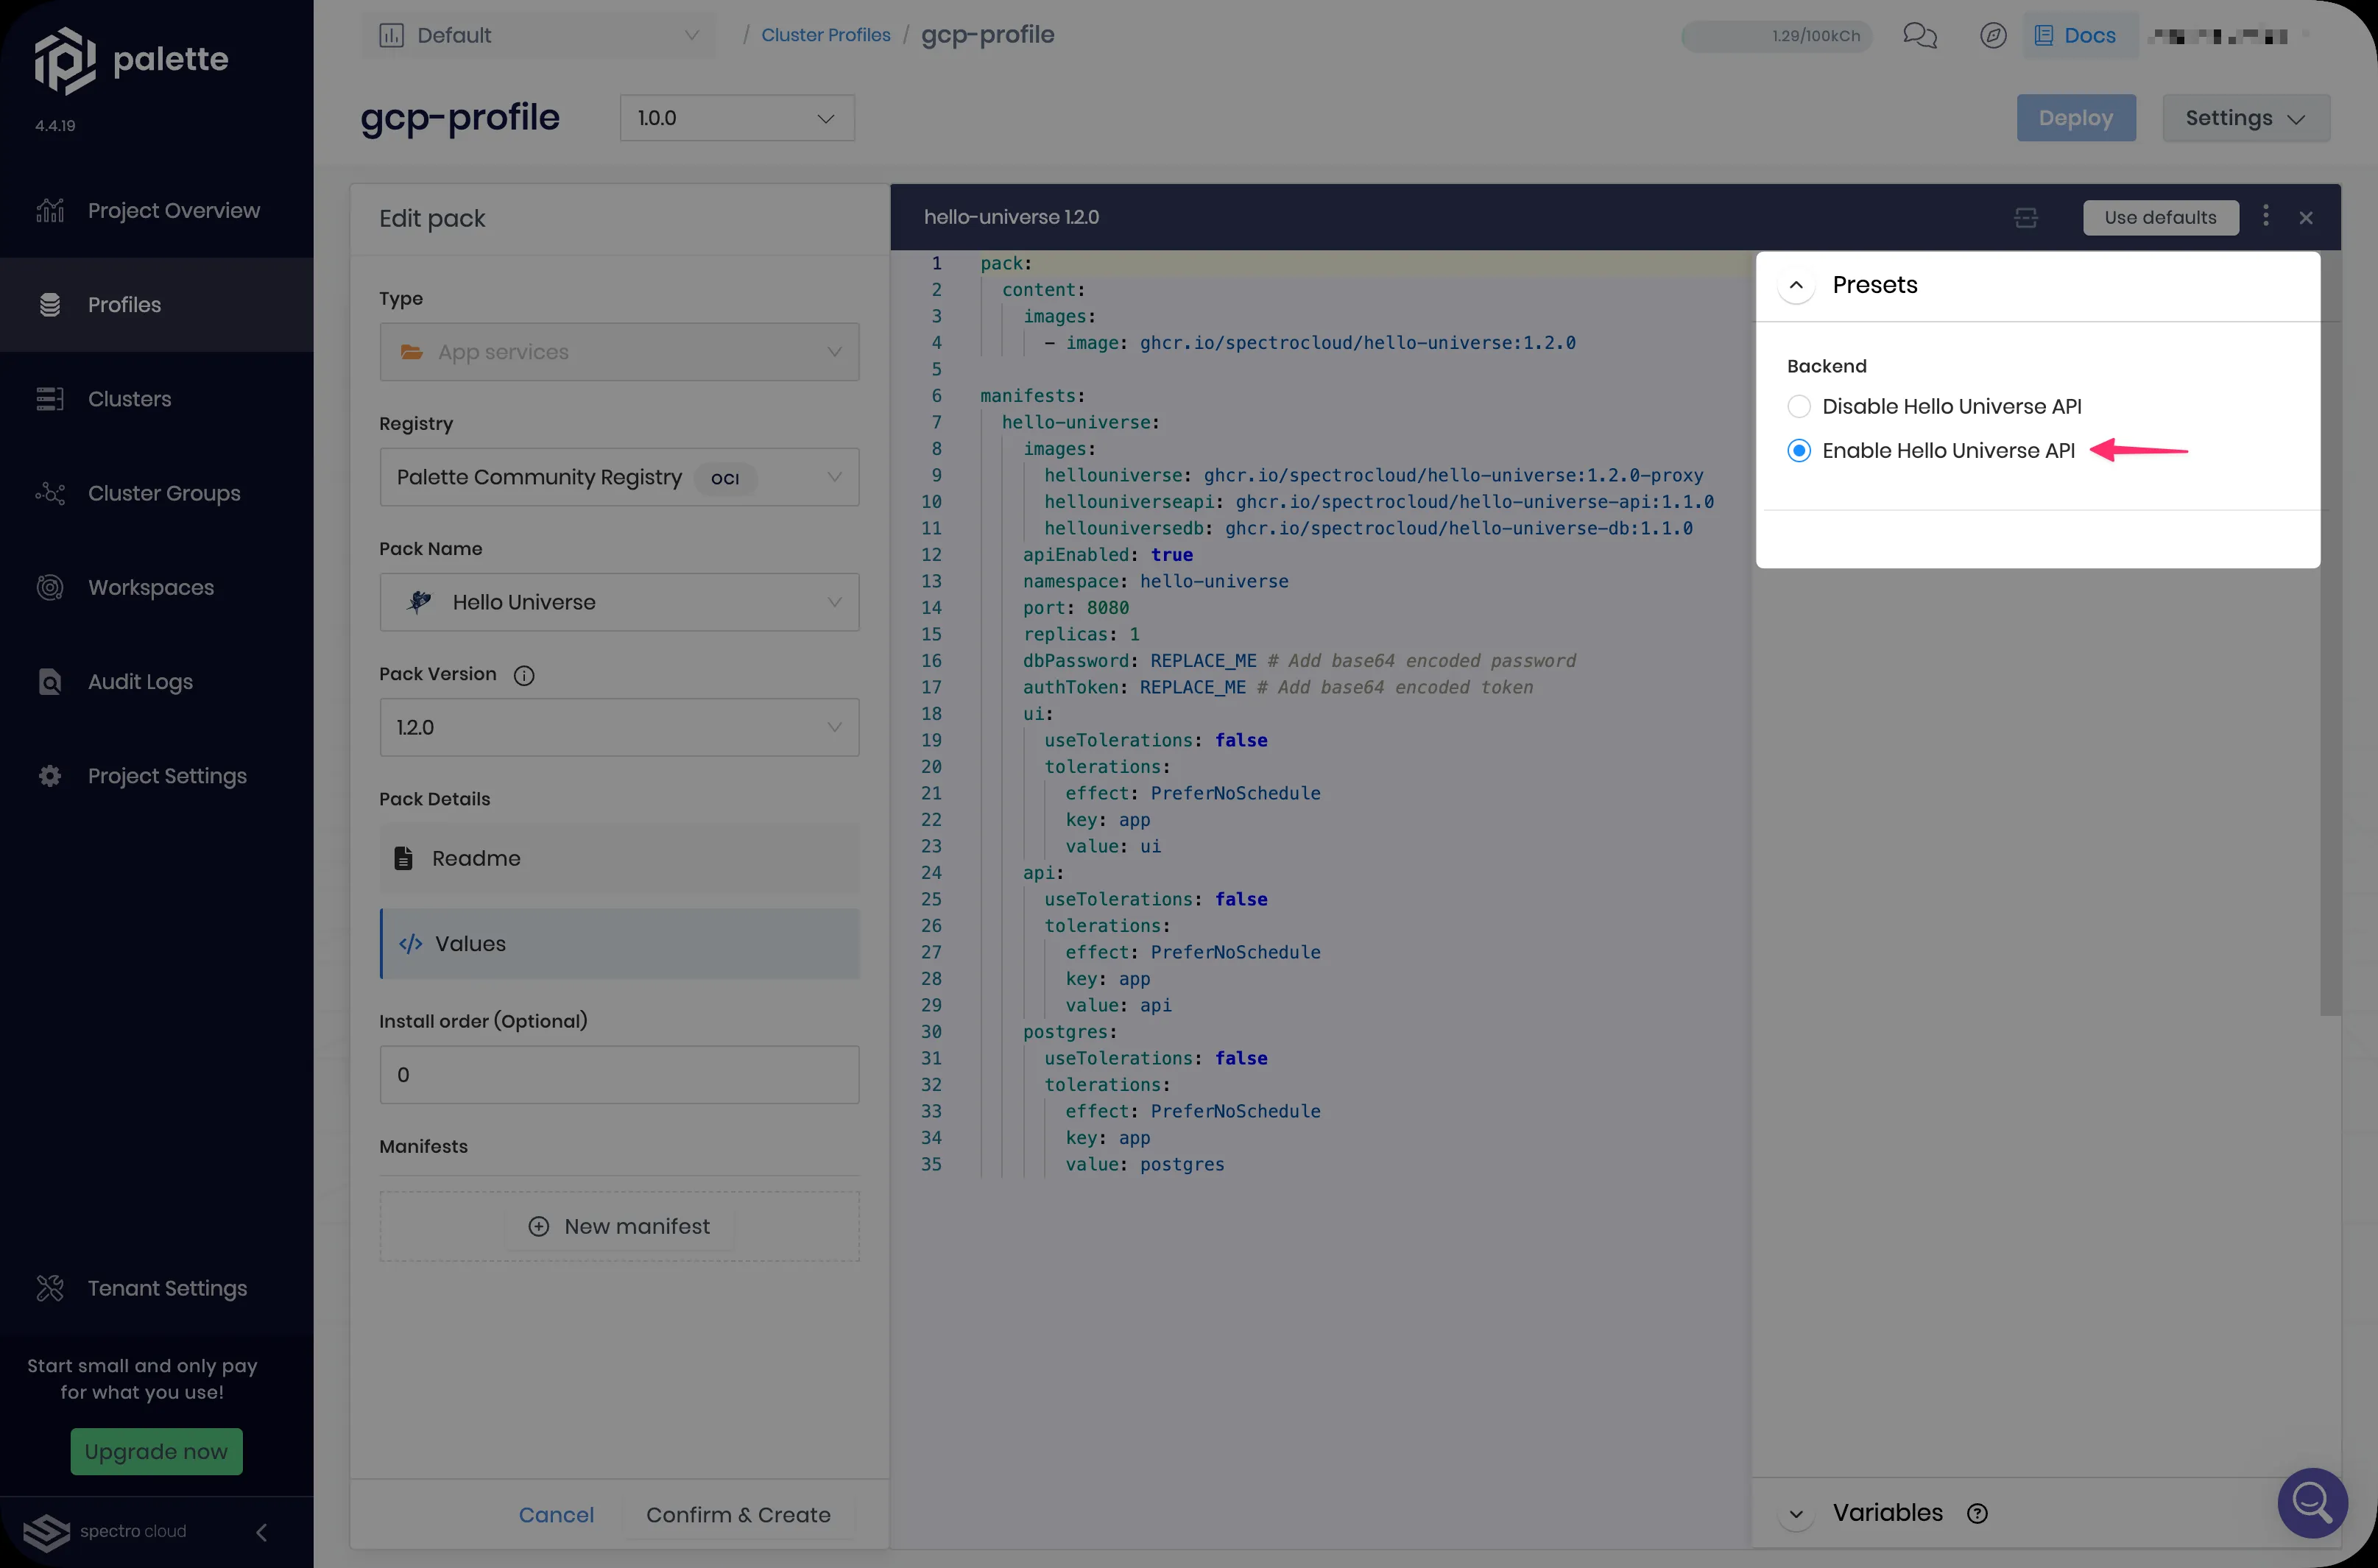 palette
4.4.19
Project Overview
Profiles
Clusters
Cluster Groups
Workspaces
Audit Logs
Project Settings
Tenant Settings
Start small and only pay
for what you use!
Upgrade now
spectro cloud
Default
/ Cluster Profiles / gcp-profile
1.29/100kCh
Docs
gcp-profile
1.0.0
Deploy
Settings
Edit pack
Type
App services
Registry
Palette Community Registry OCI
Pack Name
Hello Universe
Pack Version
1.2.0
Pack Details
Readme
</> Values
Install order (Optional)
0
Manifests
New manifest
Cancel
Confirm & Create
hello-universe 1.2.0
Use defaults
1 pack:
2 content:
3 images:
4 - image: ghcr.io/spectrocloud/hello-universe:1.2.0
5
6 manifests:
7 hello-universe:
8 images:
9 hellouniverse: ghcr.io/spectrocloud/hello-universe:1.2.0-proxy
10 hellouniverseapi: ghcr.io/spectrocloud/hello-universe-api:1.1.0
11 hellouniversedb: ghcr.io/spectrocloud/hello-universe-db:1.1.0
12 apiEnabled: true
13 namespace: hello-universe
14 port: 8080
15 replicas: 1
16 dbPassword: REPLACE_ME # Add base64 encoded password
17 authToken: REPLACE_ME # Add base64 encoded token
18 ui:
19 useTolerations: false
20 tolerations:
21 effect: PreferNoSchedule
22 key: app
23 value: ui
24 api:
25 useTolerations: false
26 tolerations:
27 effect: PreferNoSchedule
28 key: app
29 value: api
30 postgres:
31 useTolerations: false
32 tolerations:
33 effect: PreferNoSchedule
34 key: app
35 value: postgres
Presets
Backend
Disable Hello Universe API
Enable Hello Universe API
Variables